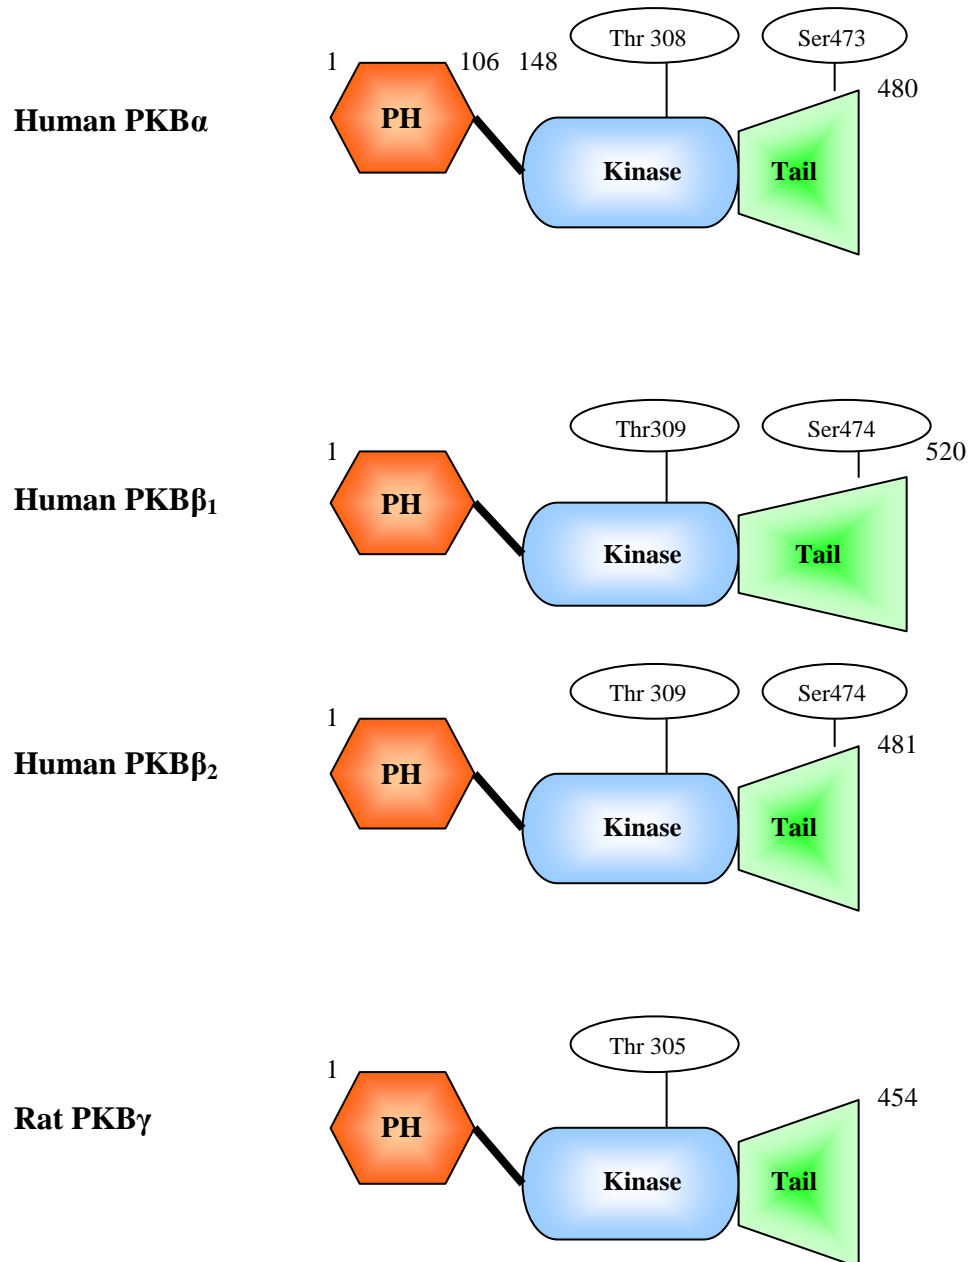 Thr 308
Ser473
1
106
148
480
Human PKBα
PH
Kinase
Tail
Thr309
Ser474
1
520
Human PKBβ₁
PH
Kinase
Tail
Thr 309
Ser474
1
481
Human PKBβ₂
PH
Kinase
Tail
Thr 305
1
454
Rat PKBγ
PH
Kinase
Tail